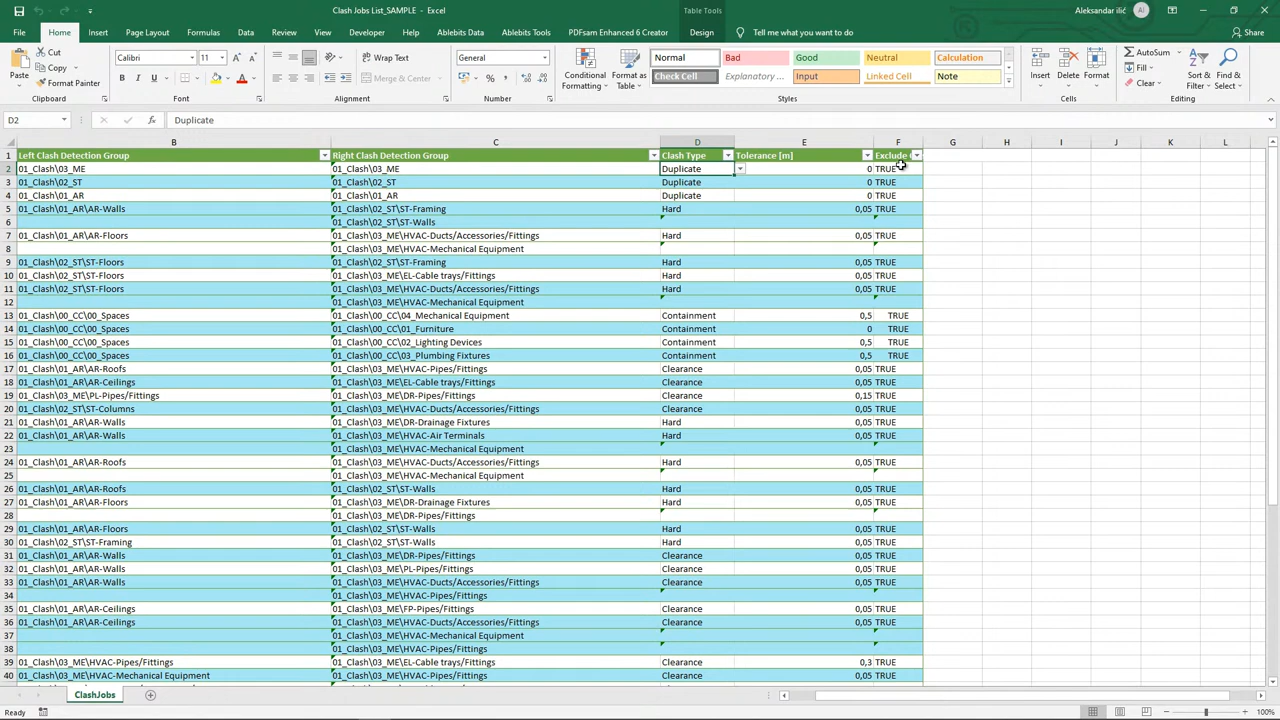 Clash Jobs List_SAMPLE - Excel
Table Tools
Aleksandar ilić
AI
File Home Insert Page Layout Formulas Data Review View Developer Help Ablebits Data Ablebits Tools PDFsam Enhanced 6 Creator Design Tell me what you want to do Share
Paste
Cut
Copy
Format Painter
Clipboard
Calibri 11
B I U
Font
Wrap Text
Merge & Center
Alignment
General
Number
Conditional Formatting
Format as Table
Normal Bad Good Neutral Calculation
Check Cell Explanatory ... Input Linked Cell Note
Styles
Insert Delete Format
Cells
AutoSum
Fill
Clear
Sort & Filter
Find & Select
Editing
D2 fx Duplicate
B C D E F G H I J K L
1 Left Clash Detection Group Right Clash Detection Group Clash Type Tolerance [m] Exclude
2 01_Clash\03_ME 01_Clash\03_ME Duplicate 0 TRUE
3 01_Clash\02_ST 01_Clash\02_ST Duplicate 0 TRUE
4 01_Clash\01_AR 01_Clash\01_AR Duplicate 0 TRUE
5 01_Clash\01_AR\AR-Walls 01_Clash\02_ST\ST-Framing Hard 0,05 TRUE
6 01_Clash\02_ST\ST-Walls
7 01_Clash\01_AR\AR-Floors 01_Clash\03_ME\HVAC-Ducts/Accessories/Fittings Hard 0,05 TRUE
8 01_Clash\03_ME\HVAC-Mechanical Equipment
9 01_Clash\02_ST\ST-Floors 01_Clash\02_ST\ST-Framing Hard 0,05 TRUE
10 01_Clash\02_ST\ST-Floors 01_Clash\03_ME\EL-Cable trays/Fittings Hard 0,05 TRUE
11 01_Clash\02_ST\ST-Floors 01_Clash\03_ME\HVAC-Ducts/Accessories/Fittings Hard 0,05 TRUE
12 01_Clash\03_ME\HVAC-Mechanical Equipment
13 01_Clash\00_CC\00_Spaces 01_Clash\00_CC\04_Mechanical Equipment Containment 0,5 TRUE
14 01_Clash\00_CC\00_Spaces 01_Clash\00_CC\01_Furniture Containment 0 TRUE
15 01_Clash\00_CC\00_Spaces 01_Clash\00_CC\02_Lighting Devices Containment 0,5 TRUE
16 01_Clash\00_CC\00_Spaces 01_Clash\00_CC\03_Plumbing Fixtures Containment 0,5 TRUE
17 01_Clash\01_AR\AR-Roofs 01_Clash\03_ME\HVAC-Pipes/Fittings Clearance 0,05 TRUE
18 01_Clash\01_AR\AR-Ceilings 01_Clash\03_ME\EL-Cable trays/Fittings Clearance 0,05 TRUE
19 01_Clash\03_ME\PL-Pipes/Fittings 01_Clash\03_ME\DR-Pipes/Fittings Clearance 0,15 TRUE
20 01_Clash\02_ST\ST-Columns 01_Clash\03_ME\HVAC-Ducts/Accessories/Fittings Clearance 0,05 TRUE
21 01_Clash\01_AR\AR-Walls 01_Clash\03_ME\DR-Drainage Fixtures Hard 0,05 TRUE
22 01_Clash\01_AR\AR-Walls 01_Clash\03_ME\HVAC-Air Terminals Hard 0,05 TRUE
23 01_Clash\03_ME\HVAC-Mechanical Equipment
24 01_Clash\01_AR\AR-Roofs 01_Clash\03_ME\HVAC-Ducts/Accessories/Fittings Hard 0,05 TRUE
25 01_Clash\03_ME\HVAC-Mechanical Equipment
26 01_Clash\01_AR\AR-Roofs 01_Clash\02_ST\ST-Walls Hard 0,05 TRUE
27 01_Clash\01_AR\AR-Floors 01_Clash\03_ME\DR-Drainage Fixtures Hard 0,05 TRUE
28 01_Clash\03_ME\DR-Pipes/Fittings
29 01_Clash\01_AR\AR-Floors 01_Clash\02_ST\ST-Walls Hard 0,05 TRUE
30 01_Clash\02_ST\ST-Framing 01_Clash\02_ST\ST-Walls Hard 0,05 TRUE
31 01_Clash\01_AR\AR-Walls 01_Clash\03_ME\DR-Pipes/Fittings Clearance 0,05 TRUE
32 01_Clash\01_AR\AR-Walls 01_Clash\03_ME\PL-Pipes/Fittings Clearance 0,05 TRUE
33 01_Clash\01_AR\AR-Walls 01_Clash\03_ME\HVAC-Ducts/Accessories/Fittings Clearance 0,05 TRUE
34 01_Clash\03_ME\HVAC-Pipes/Fittings
35 01_Clash\01_AR\AR-Ceilings 01_Clash\03_ME\FP-Pipes/Fittings Clearance 0,05 TRUE
36 01_Clash\01_AR\AR-Ceilings 01_Clash\03_ME\HVAC-Ducts/Accessories/Fittings Clearance 0,05 TRUE
37 01_Clash\03_ME\HVAC-Mechanical Equipment
38 01_Clash\03_ME\HVAC-Pipes/Fittings
39 01_Clash\03_ME\HVAC-Pipes/Fittings 01_Clash\03_ME\EL-Cable trays/Fittings Clearance 0,3 TRUE
40 01_Clash\03_ME\HVAC-Mechanical Equipment 01_Clash\03_ME\HVAC-Pipes/Fittings Clearance 0,05 TRUE
ClashJobs
Ready
100%